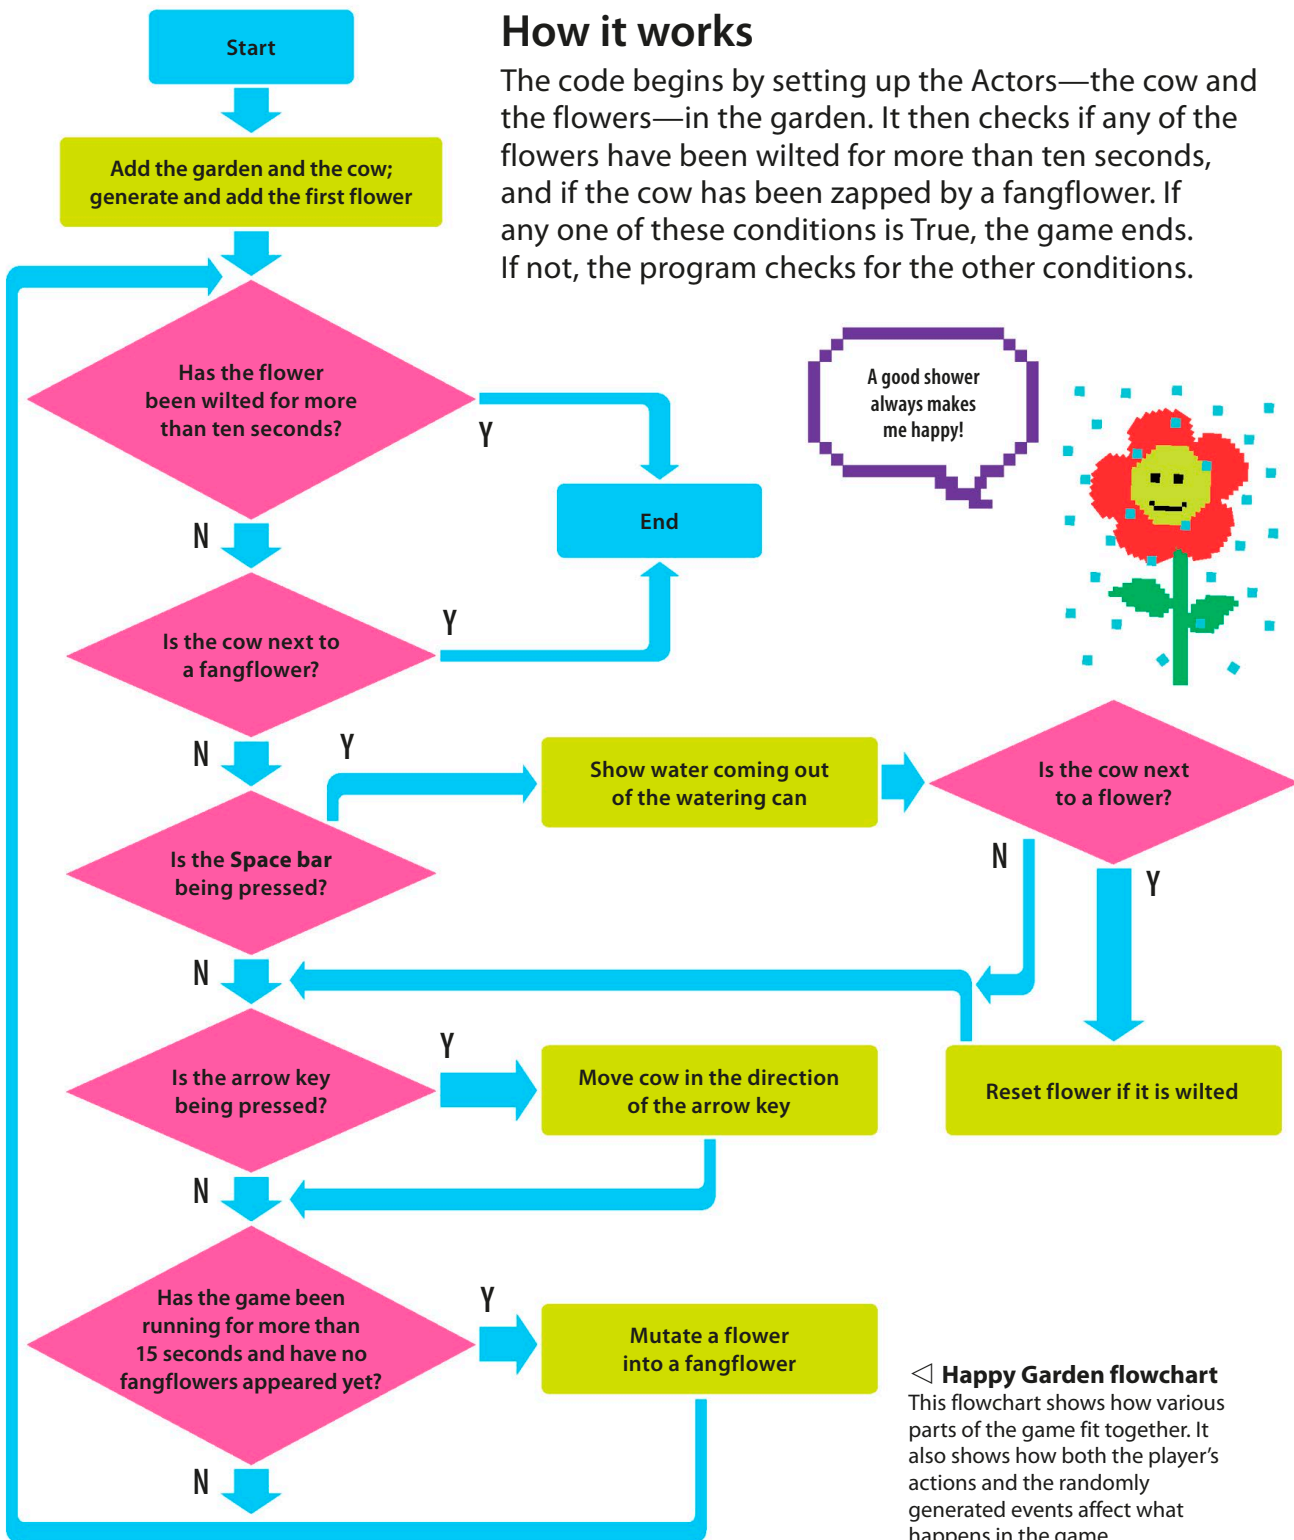 How it works
The code begins by setting up the Actors—the cow and
the flowers—in the garden. It then checks if any of the
flowers have been wilted for more than ten seconds,
and if the cow has been zapped by a fangflower. If
any one of these conditions is True, the game ends.
If not, the program checks for the other conditions.
Start
Add the garden and the cow;
generate and add the first flower
Has the flower
been wilted for more
than ten seconds?
Y
N
End
A good shower
always makes
me happy!
Is the cow next to
a fangflower?
Y
N
Is the Space bar
being pressed?
Y
N
Show water coming out
of the watering can
Is the cow next
to a flower?
N
Y
Reset flower if it is wilted
Is the arrow key
being pressed?
Y
N
Move cow in the direction
of the arrow key
Has the game been
running for more than
15 seconds and have no
fangflowers appeared yet?
Y
N
Mutate a flower
into a fangflower
◁ Happy Garden flowchart
This flowchart shows how various
parts of the game fit together. It
also shows how both the player's
actions and the randomly
generated events affect what
happens in the game